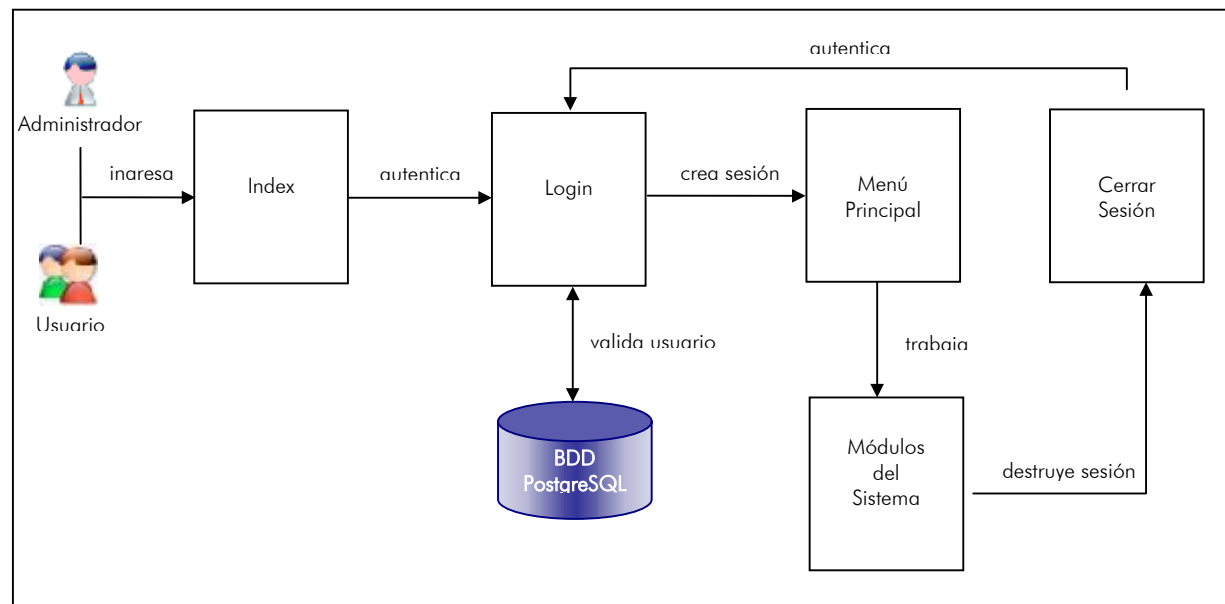 autentica
Administrador
ingresa
Index
autentica
Login
crea sesión
Menú
Principal
Cerrar
Sesión
Usuario
valida usuario
trabaja
BDD
PostgreSQL
Módulos
del
Sistema
destruye sesión